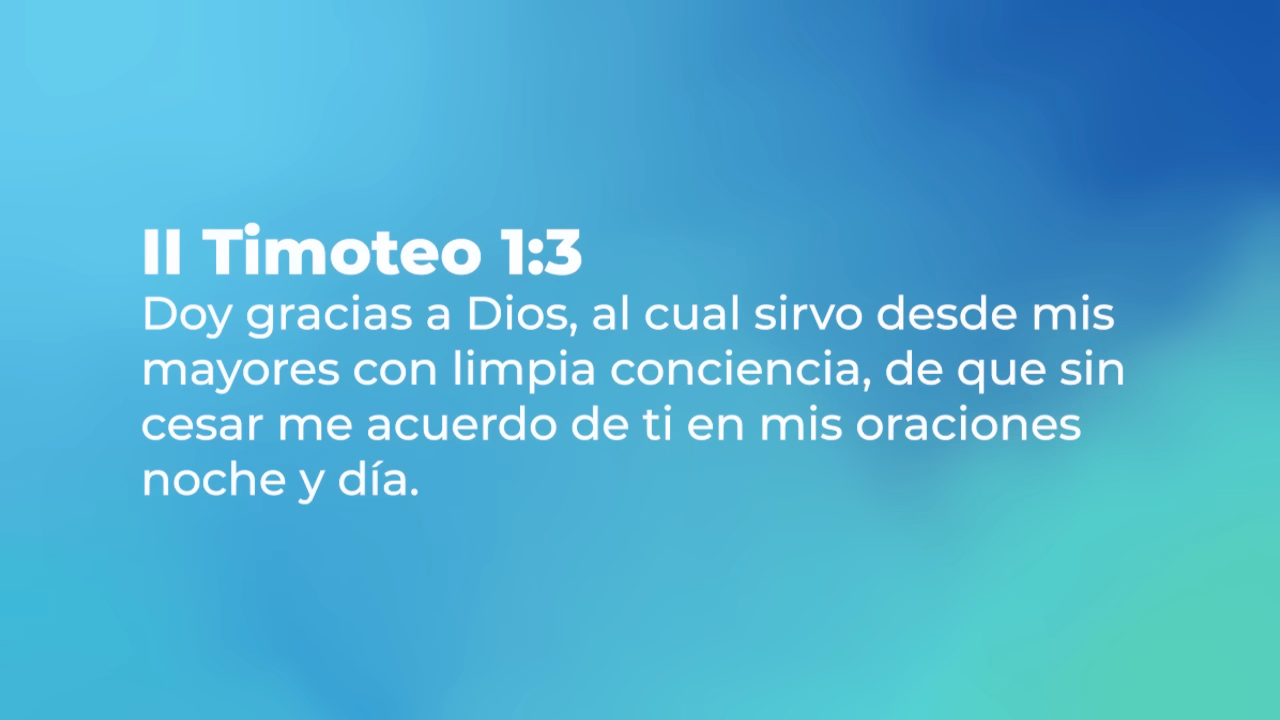 II Timoteo 1:3
Doy gracias a Dios, al cual sirvo desde mis
mayores con limpia conciencia, de que sin
cesar me acuerdo de ti en mis oraciones
noche y día.